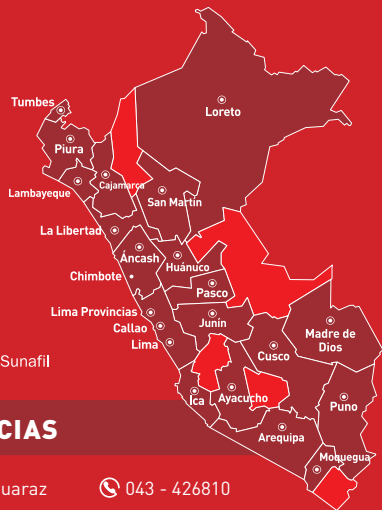 Tumbes
Loreto
Piura
Cajamarca
Lambayeque
San Martín
La Libertad
Áncash
Huánuco
Chimbote
Pasco
Lima Provincias
Callao
Junín
Lima
Madre de
Dios
Cusco
Sunafil
Ica
Ayacucho
Puno
CIAS
Arequipa
Moquegua
uaraz
043 - 426810